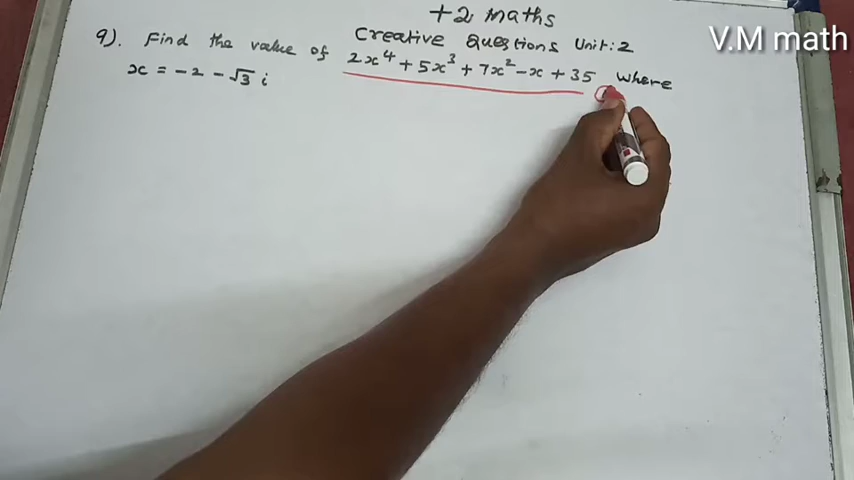 +2 Maths
Creative Questions Unit: 2
V.M math
9). Find the value of 2x⁴ + 5x³ + 7x² - x + 35 where
x = -2 - √3 i